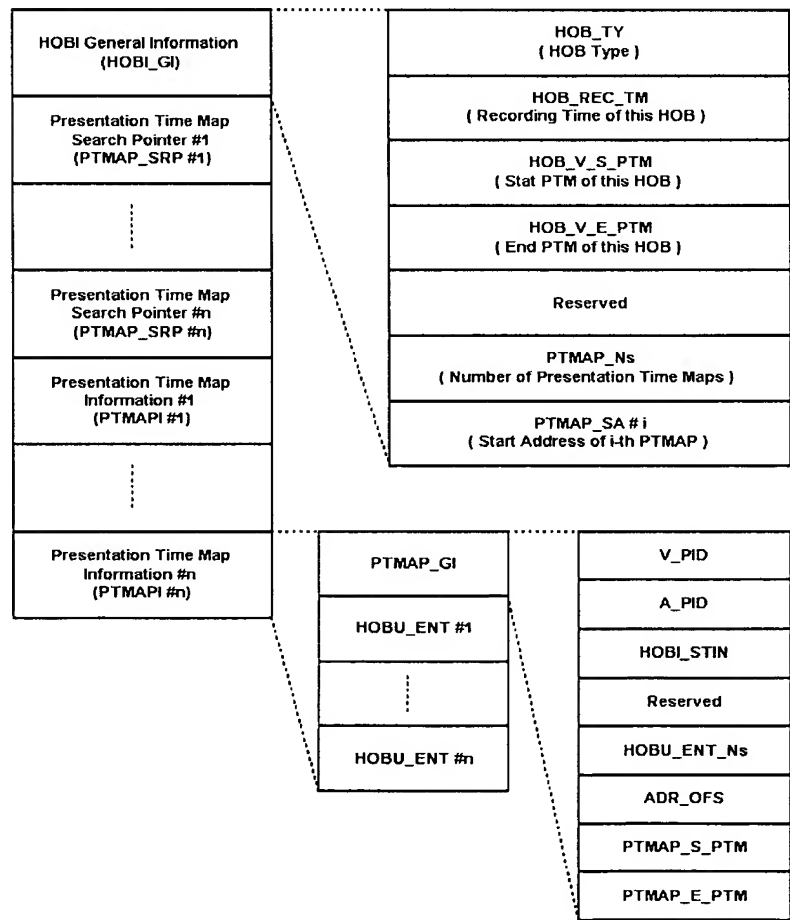 HOBI General Information
(HOBI_GI)
Presentation Time Map
Search Pointer #1
(PTMAP_SRP #1)
Presentation Time Map
Search Pointer #n
(PTMAP_SRP #n)
Presentation Time Map
Information #1
(PTMAPI #1)
Presentation Time Map
Information #n
(PTMAPI #n)
HOB_TY
( HOB Type )
HOB_REC_TM
( Recording Time of this HOB )
HOB_V_S_PTM
( Stat PTM of this HOB )
HOB_V_E_PTM
( End PTM of this HOB )
Reserved
PTMAP_Ns
( Number of Presentation Time Maps )
PTMAP_SA # i
( Start Address of i-th PTMAP )
PTMAP_GI
HOBU_ENT #1
HOBU_ENT #n
V_PID
A_PID
HOBI_STIN
Reserved
HOBU_ENT_Ns
ADR_OFS
PTMAP_S_PTM
PTMAP_E_PTM